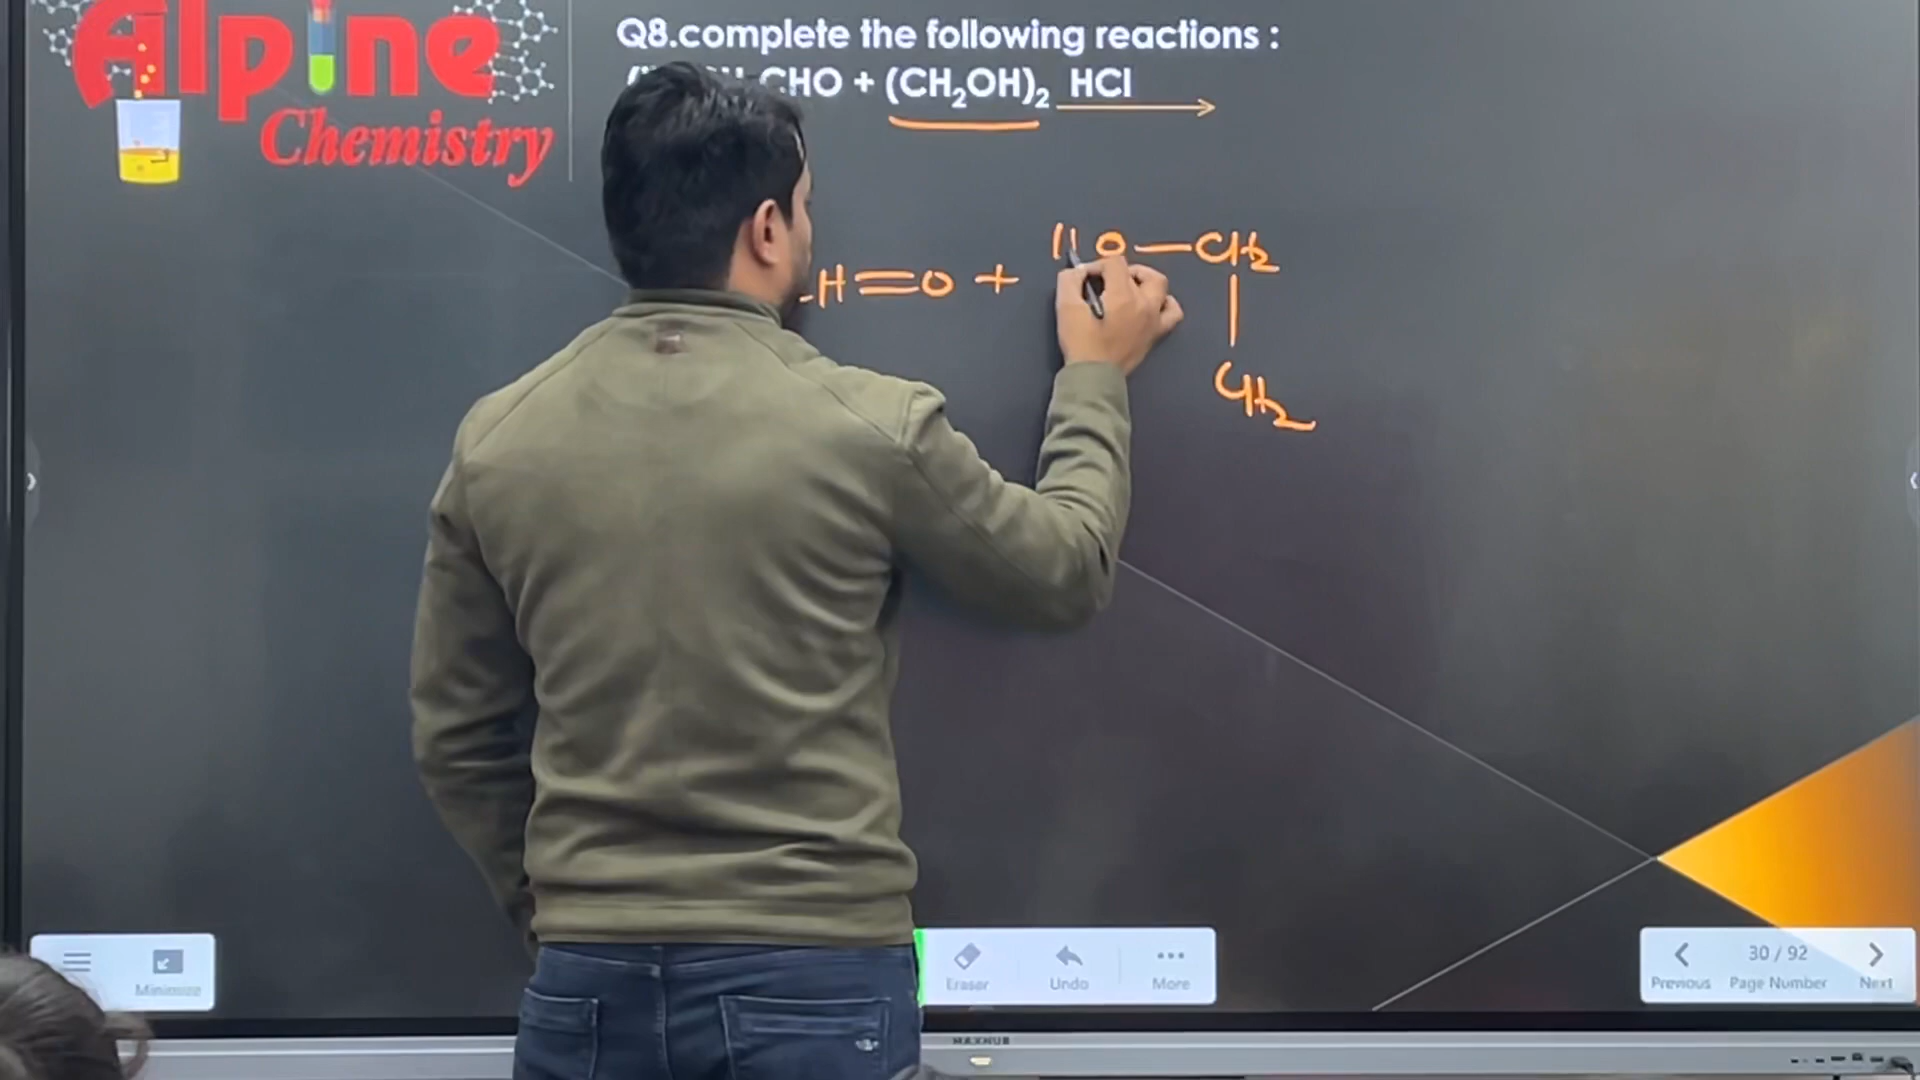 Alpine
Chemistry
Q8.complete the following reactions :
CHO + (CH₂OH)₂ HCl
H=O + HO—CH₂
CH₂
Minimize
Eraser
Undo
More
Previous
30 / 92
Page Number
Next
MAXHUB